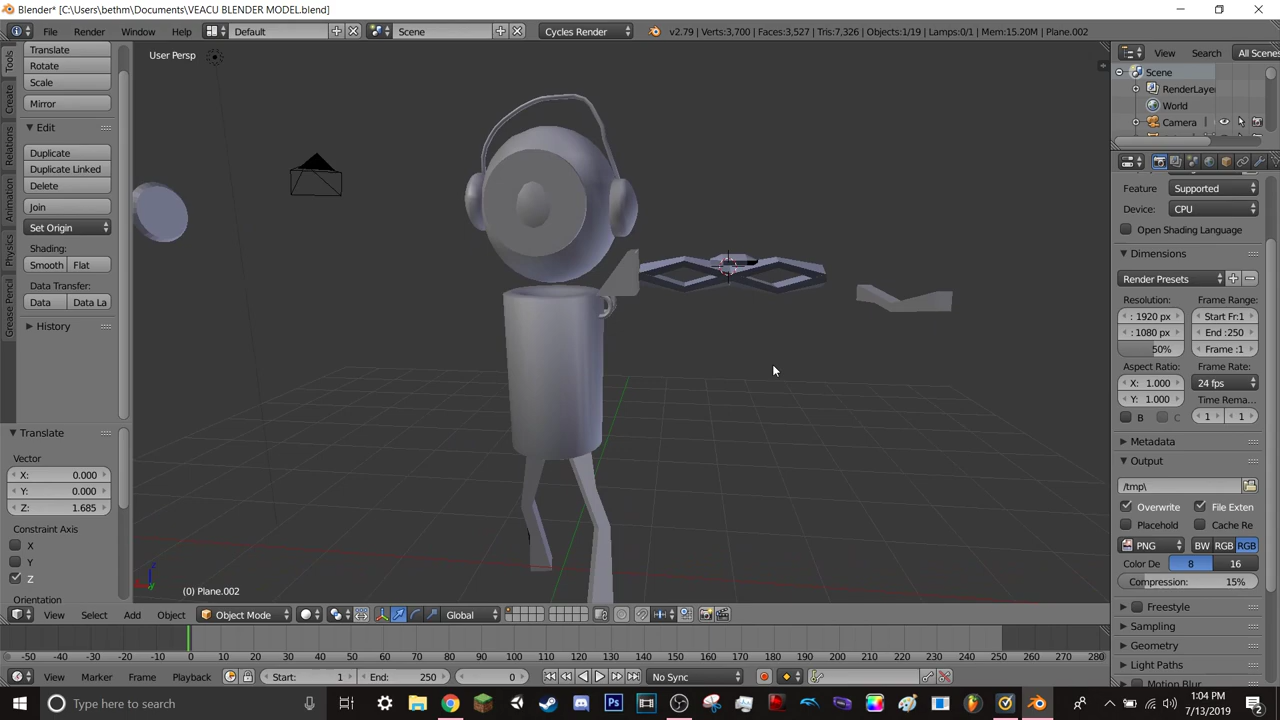 Blender* [C:\Users\bethm\Documents\VEACU BLENDER MODEL.blend]
File Render Window Help Default Scene Cycles Render v2.79 | Verts:3,700 | Faces:3,527 | Tris:7,326 | Objects:1/19 | Lamps:0/1 | Mem:15.20M | Plane.002
Tools
Create
Relations
Animation
Physics
Grease Pencil
Translate
Rotate
Scale
Mirror
Edit
Duplicate
Duplicate Linked
Delete
Join
Set Origin
Shading:
Smooth Flat
Data Transfer:
Data Data La
History
Translate
Vector
X: 0.000
Y: 0.000
Z: 1.685
Constraint Axis
X
Y
Z
Orientation
User Persp
(0) Plane.002
View Select Add Object Object Mode Global
View Search All Scenes
Scene
RenderLaye
World
Camera
Feature Supported
Device: CPU
Open Shading Language
Dimensions
Render Presets
Resolution: Frame Range:
: 1920 px Start Fr:1
: 1080 px End :250
50% Frame :1
Aspect Ratio: Frame Rate:
X: 1.000 24 fps
Y: 1.000 Time Rema...
B C 1 1
Metadata
Output
/tmp\
Overwrite File Exten
Placehold Cache Re
PNG BW RGB RGB
Color De 8 16
Compression: 15%
Freestyle
Sampling
Geometry
Light Paths
Motion Blur
-50 -40 -30 -20 -10 0 10 20 30 40 50 60 70 80 90 100 110 120 130 140 150 160 170 180 190 200 210 220 230 240 250 260 270 280
View Marker Frame Playback Start: 1 End: 250 0 No Sync
Type here to search
1:04 PM
7/13/2019